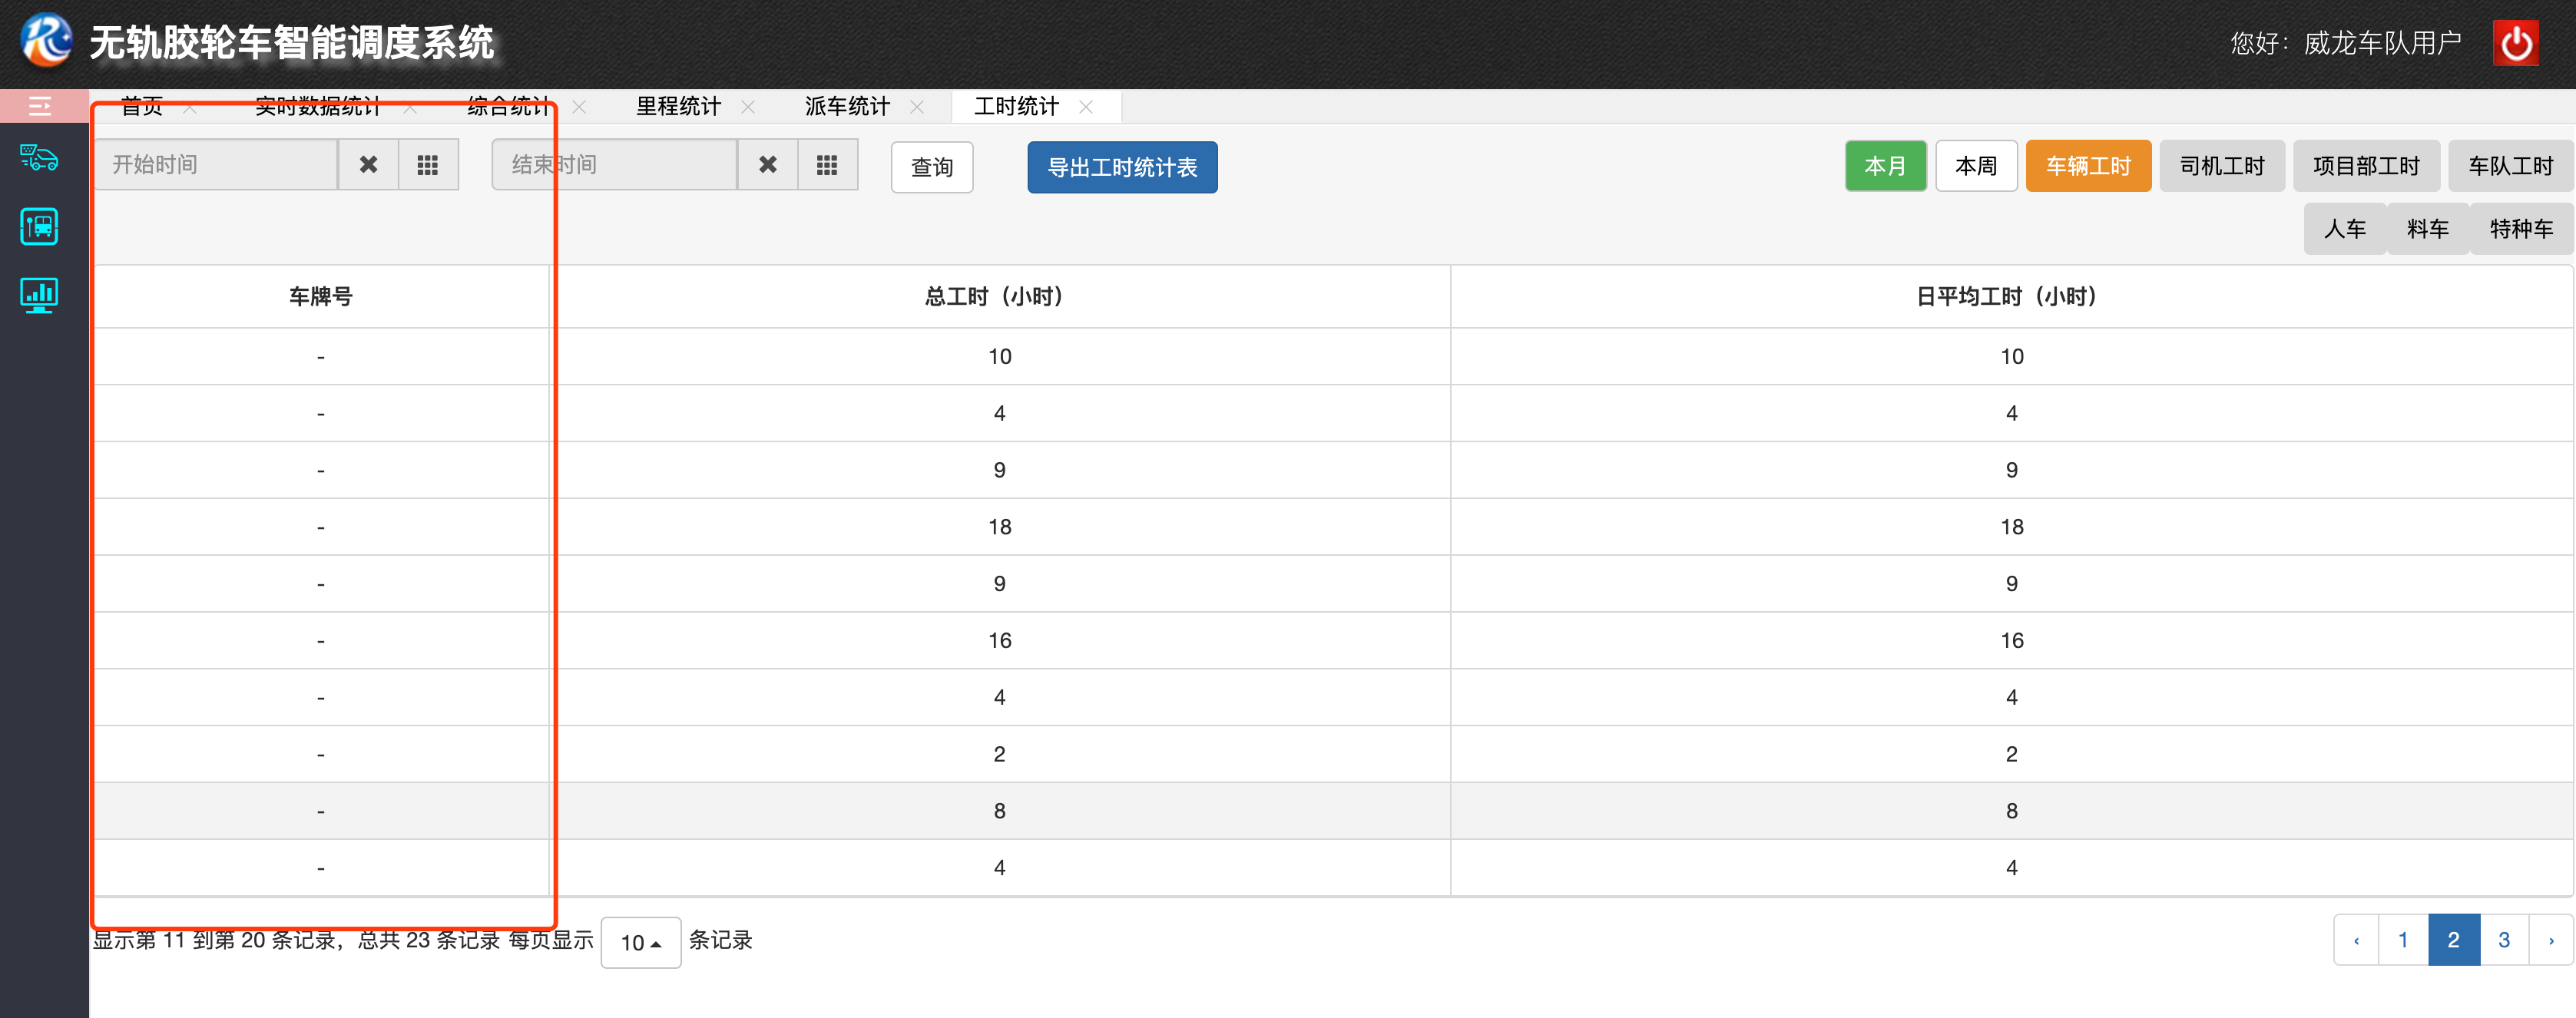 无轨胶轮车智能调度系统
您好：威龙车队用户
首页 实时数据统计 综合统计 里程统计 派车统计 工时统计
开始时间 结束时间 查询 导出工时统计表 本月 本周 车辆工时 司机工时 项目部工时 车队工时
人车 料车 特种车
车牌号 总工时（小时） 日平均工时（小时）
- 10 10
- 4 4
- 9 9
- 18 18
- 9 9
- 16 16
- 4 4
- 2 2
- 8 8
- 4 4
显示第 11 到第 20 条记录，总共 23 条记录 每页显示 10 条记录
‹ 1 2 3 ›